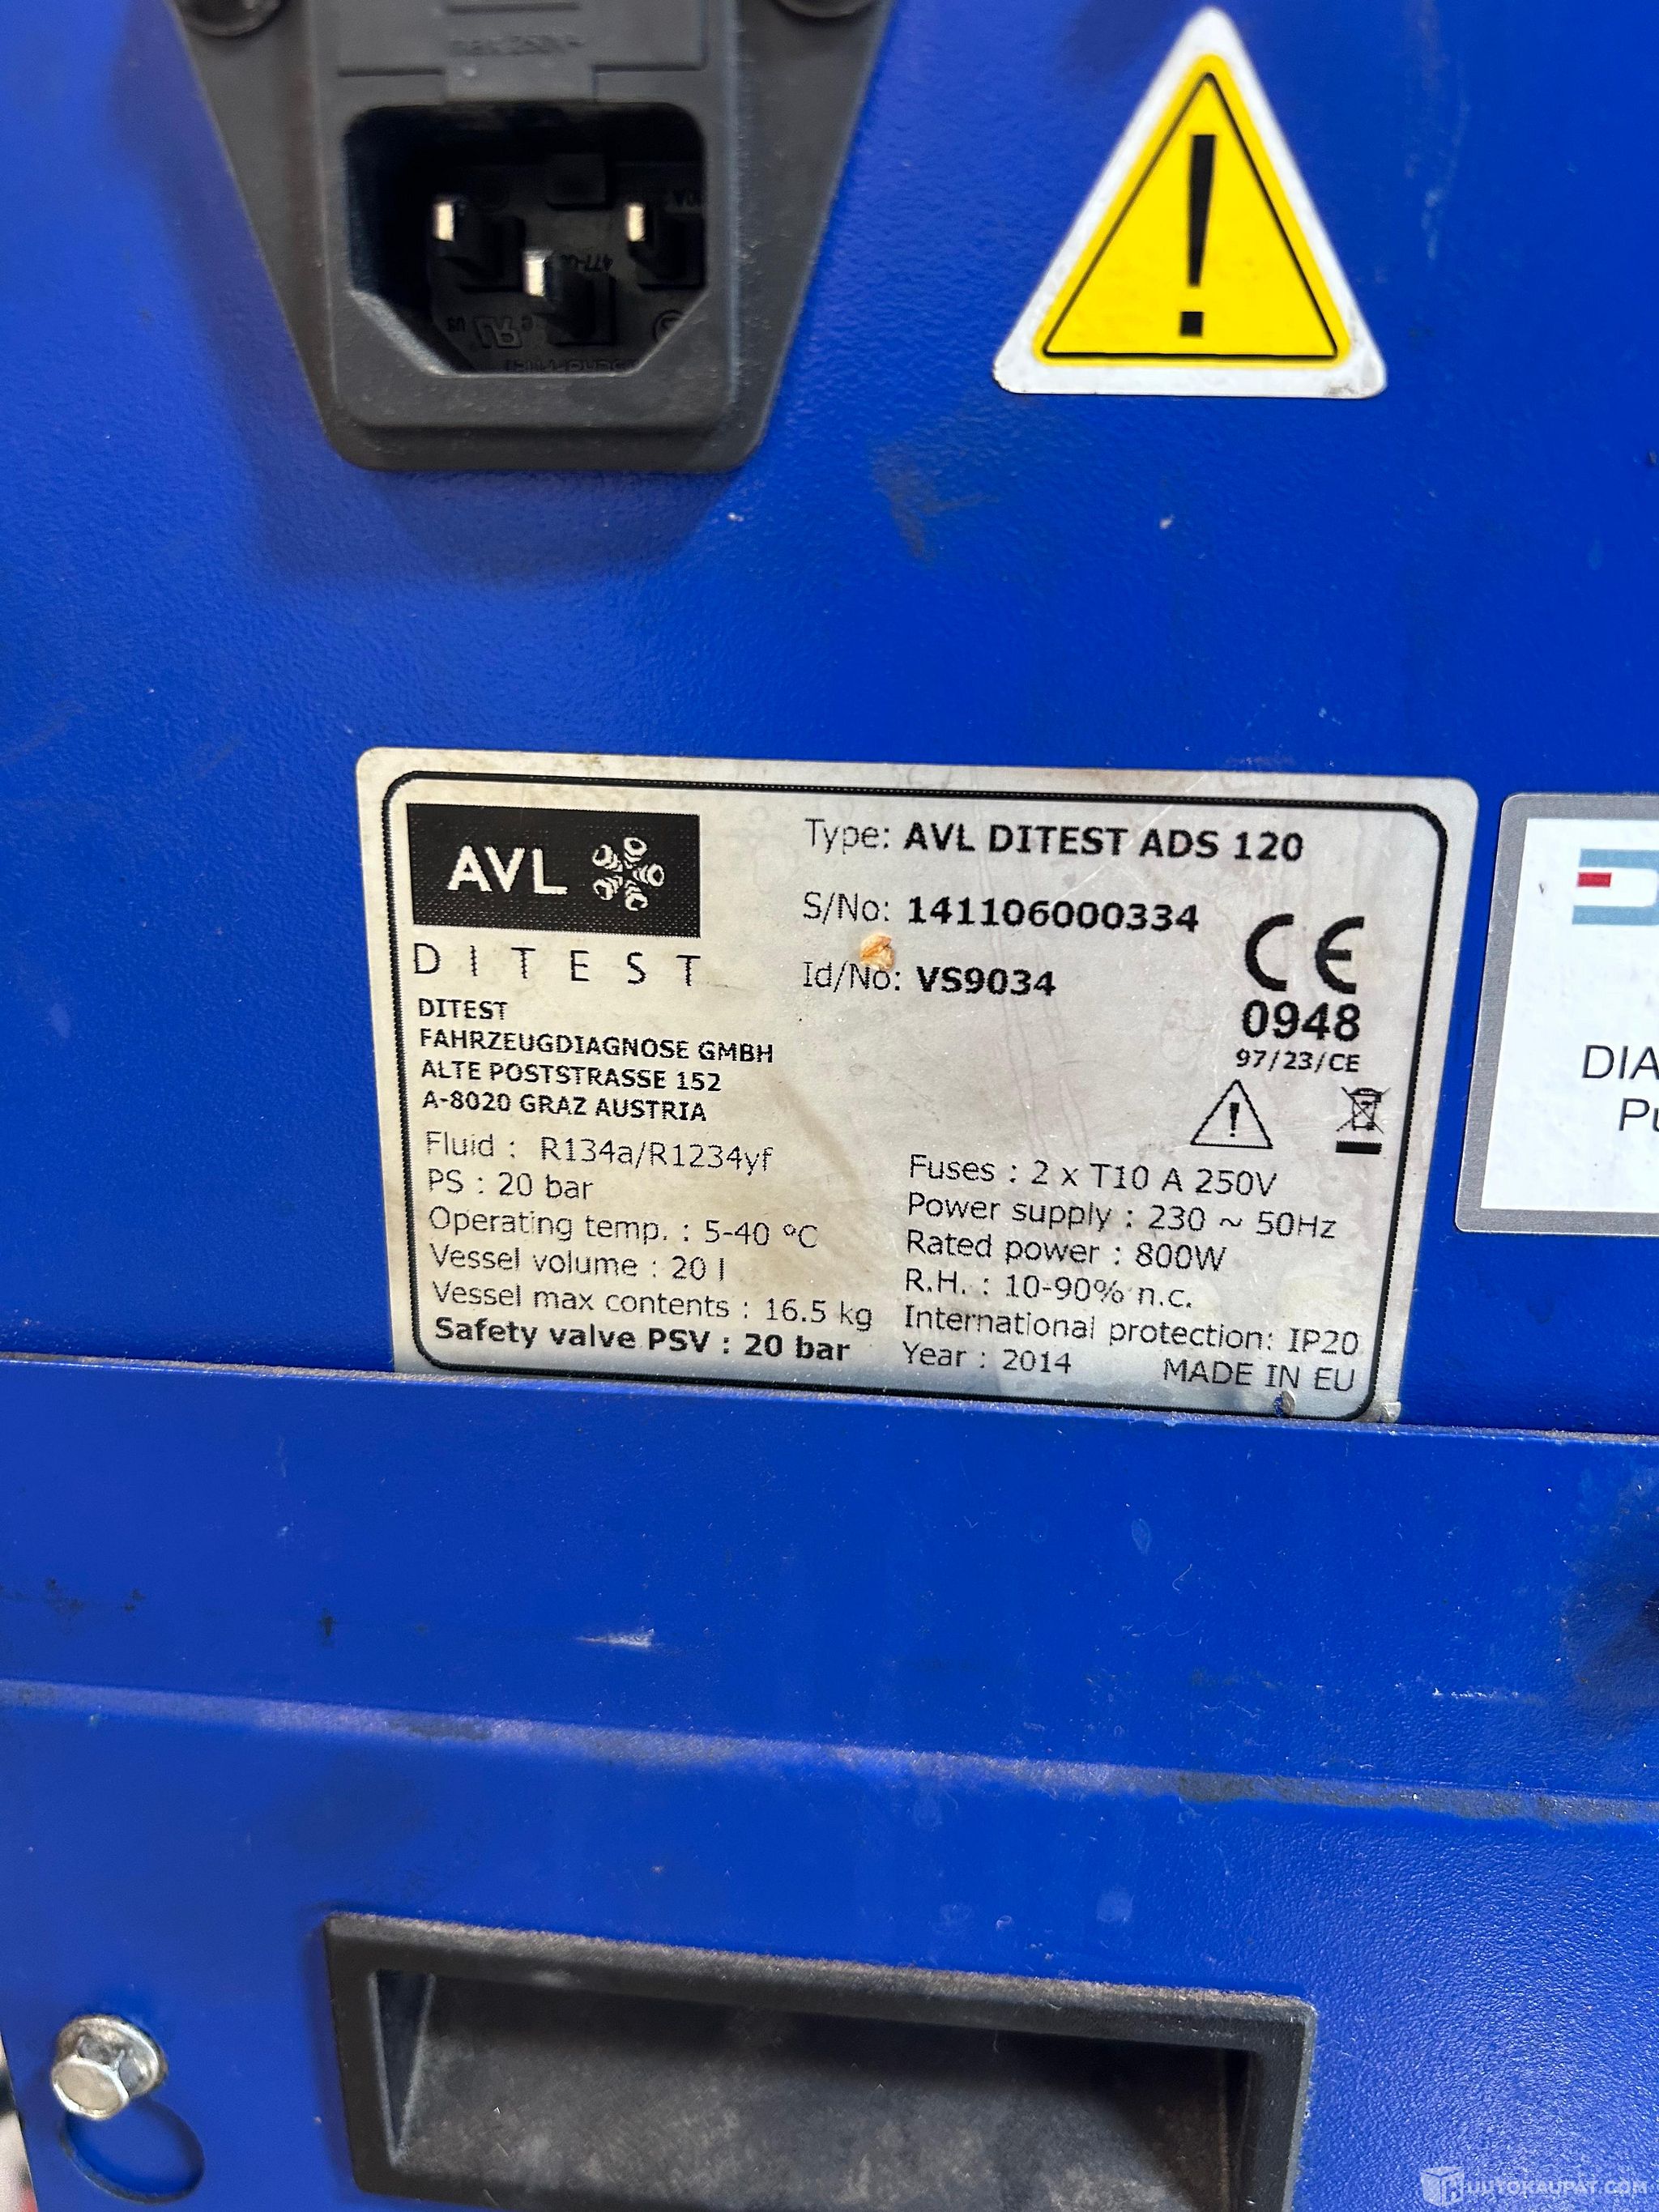 max. 250V~
AVL
DITEST
DITEST
FAHRZEUGDIAGNOSE GMBH
ALTE POSTSTRASSE 152
A-8020 GRAZ AUSTRIA
Fluid : R134a/R1234yf
PS : 20 bar
Operating temp. : 5-40 °C
Vessel volume : 20 l
Vessel max contents : 16.5 kg
Safety valve PSV : 20 bar
Type: AVL DITEST ADS 120
S/No: 141106000334
Id/No: VS9034
CE
0948
97/23/CE
Fuses : 2 x T10 A 250V
Power supply : 230 ~ 50Hz
Rated power : 800W
R.H. : 10-90% n.c.
International protection: IP20
Year : 2014 MADE IN EU
DIA
Pu
HUUTOKAUPAT.COM